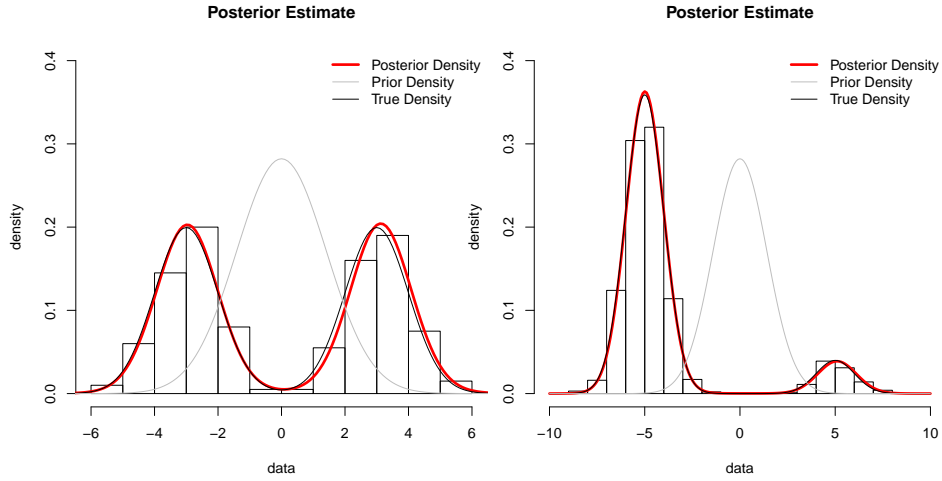 Posterior Estimate
0.4
0.3
0.2
0.1
0.0
density
Posterior Density
Prior Density
True Density
−6 −4 −2 0 2 4 6
data
Posterior Estimate
0.4
0.3
0.2
0.1
0.0
density
Posterior Density
Prior Density
True Density
−10 −5 0 5 10
data